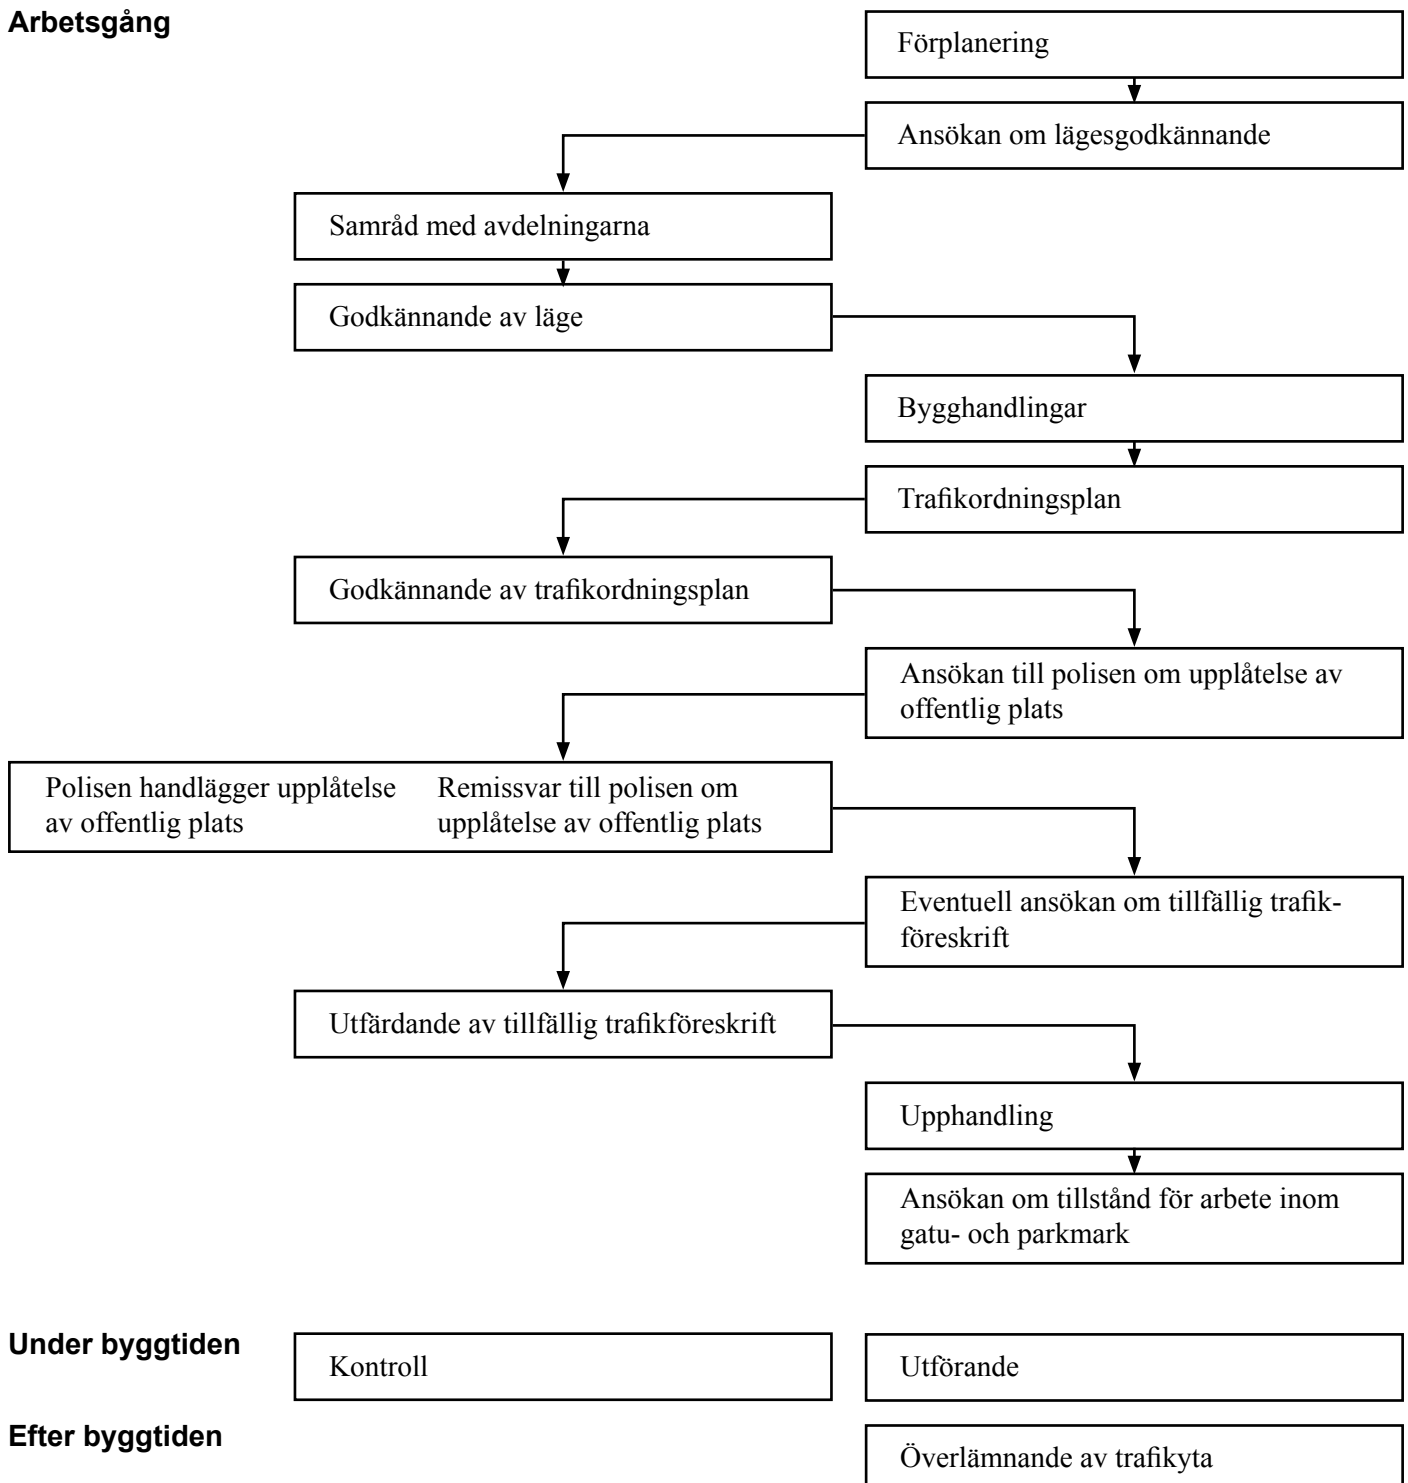 Arbetsgång
Förplanering
Ansökan om lägesgodkännande
Samråd med avdelningarna
Godkännande av läge
Bygghandlingar
Trafikordningsplan
Godkännande av trafikordningsplan
Ansökan till polisen om upplåtelse av
offentlig plats
Polisen handlägger upplåtelse
av offentlig plats
Remissvar till polisen om
upplåtelse av offentlig plats
Eventuell ansökan om tillfällig trafik-
föreskrift
Utfärdande av tillfällig trafikföreskrift
Upphandling
Ansökan om tillstånd för arbete inom
gatu- och parkmark
Under byggtiden
Kontroll
Utförande
Efter byggtiden
Överlämnande av trafikyta